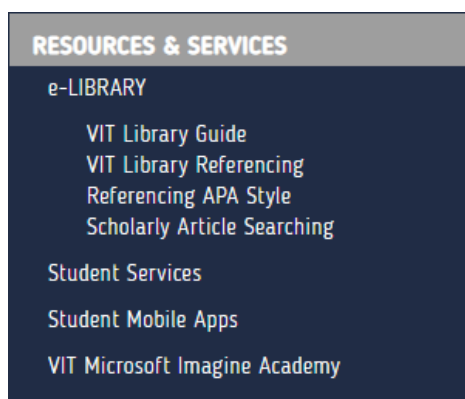 RESOURCES & SERVICES
e-LIBRARY
VIT Library Guide
VIT Library Referencing
Referencing APA Style
Scholarly Article Searching
Student Services
Student Mobile Apps
VIT Microsoft Imagine Academy